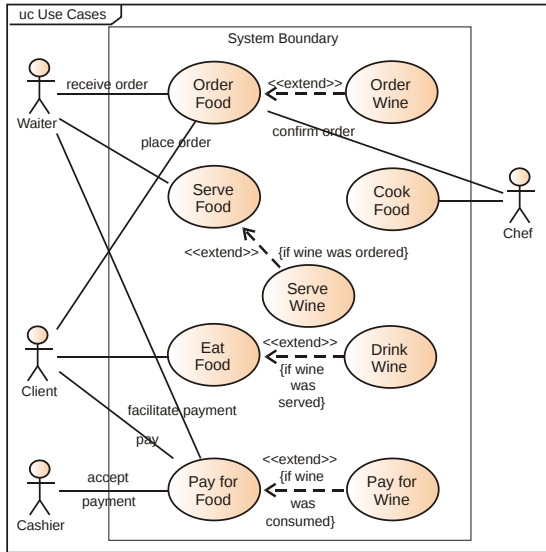 uc Use Cases
System Boundary
receive order
Order
Food
<<extend>>
Order
Wine
Waiter
place order
confirm order
Serve
Food
Cook
Food
Chef
<<extend>>
{if wine was ordered}
Serve
Wine
Client
Eat
Food
<<extend>>
{if wine
was
served}
Drink
Wine
facilitate payment
pay
Cashier
accept
payment
Pay for
Food
<<extend>>
{if wine
was
consumed}
Pay for
Wine